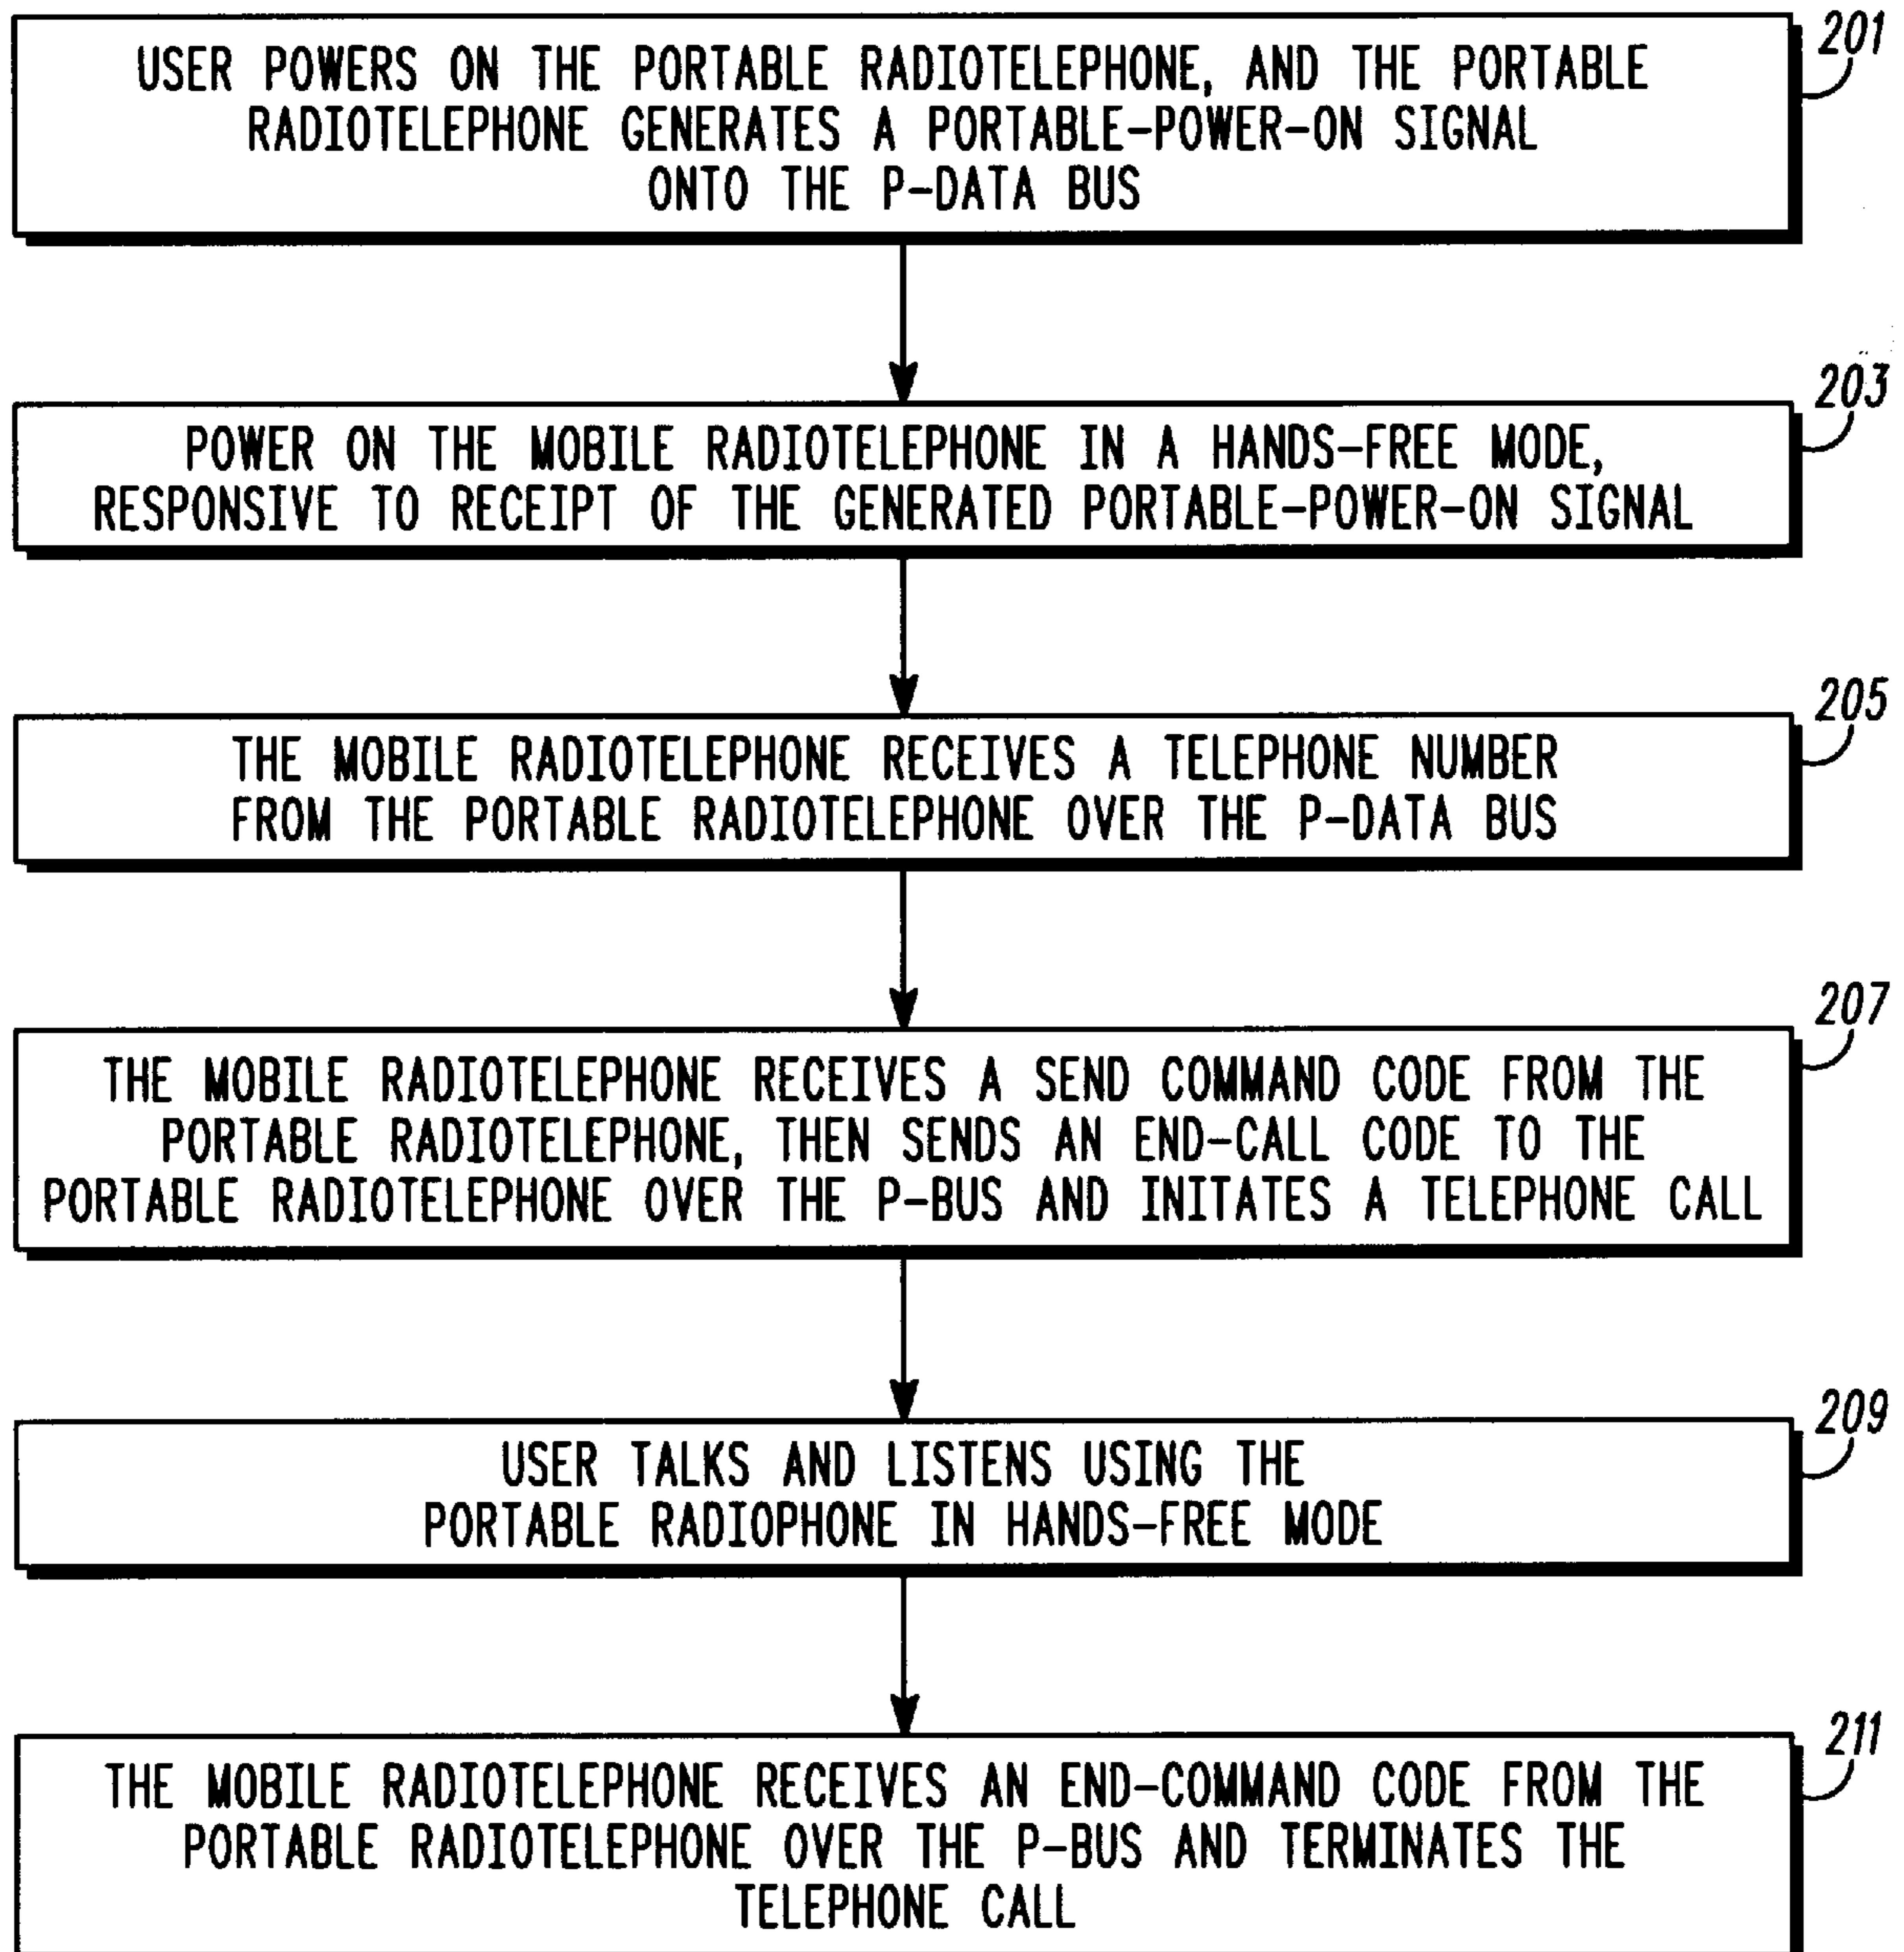 201
USER POWERS ON THE PORTABLE RADIOTELEPHONE, AND THE PORTABLE
RADIOTELEPHONE GENERATES A PORTABLE-POWER-ON SIGNAL
ONTO THE P-DATA BUS
203
POWER ON THE MOBILE RADIOTELEPHONE IN A HANDS-FREE MODE,
RESPONSIVE TO RECEIPT OF THE GENERATED PORTABLE-POWER-ON SIGNAL
205
THE MOBILE RADIOTELEPHONE RECEIVES A TELEPHONE NUMBER
FROM THE PORTABLE RADIOTELEPHONE OVER THE P-DATA BUS
207
THE MOBILE RADIOTELEPHONE RECEIVES A SEND COMMAND CODE FROM THE
PORTABLE RADIOTELEPHONE, THEN SENDS AN END-CALL CODE TO THE
PORTABLE RADIOTELEPHONE OVER THE P-BUS AND INITATES A TELEPHONE CALL
209
USER TALKS AND LISTENS USING THE
PORTABLE RADIOPHONE IN HANDS-FREE MODE
211
THE MOBILE RADIOTELEPHONE RECEIVES AN END-COMMAND CODE FROM THE
PORTABLE RADIOTELEPHONE OVER THE P-BUS AND TERMINATES THE
TELEPHONE CALL